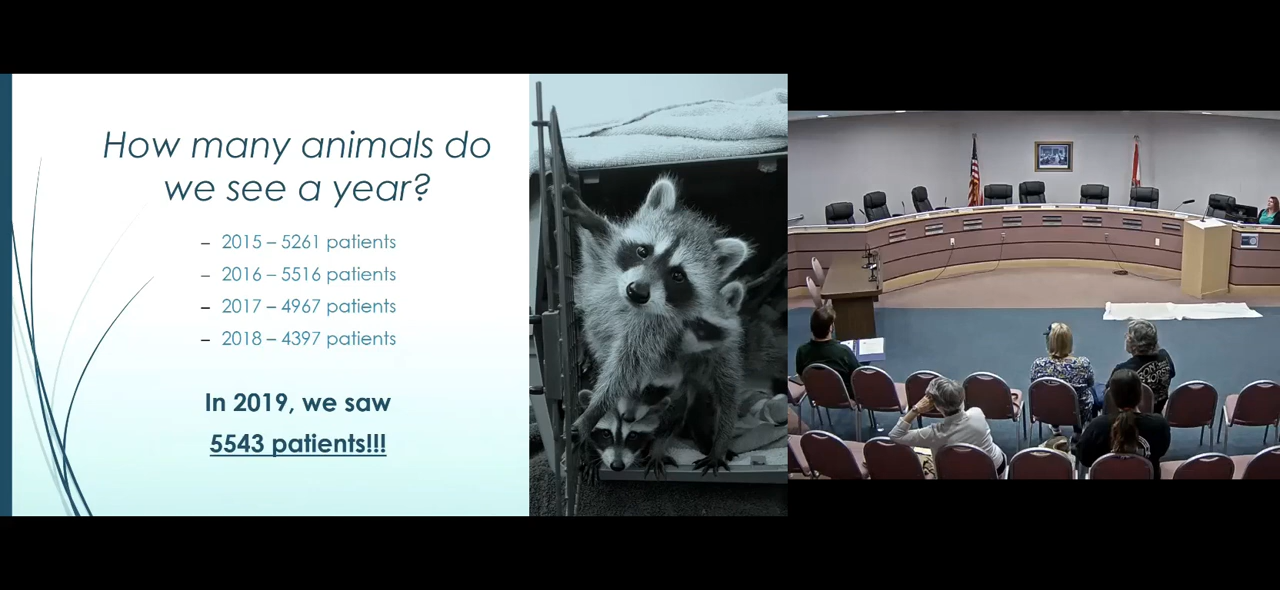 How many animals do
we see a year?
– 2015 – 5261 patients
– 2016 – 5516 patients
– 2017 – 4967 patients
– 2018 – 4397 patients
In 2019, we saw
5543 patients!!!